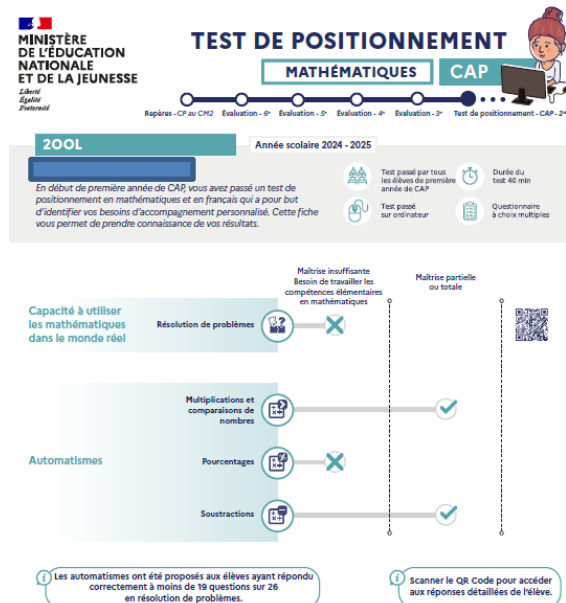 MINISTÈRE
DE L'ÉDUCATION
NATIONALE
ET DE LA JEUNESSE
Liberté
Égalité
Fraternité
TEST DE POSITIONNEMENT
MATHÉMATIQUES CAP
Repères - CP au CM2 Évaluation - 6e Évaluation - 5e Évaluation - 4e Évaluation - 3e Test de positionnement - CAP - 2de
2OOL
Année scolaire 2024 - 2025
En début de première année de CAP, vous avez passé un test de
positionnement en mathématiques et en français qui a pour but
d'identifier vos besoins d'accompagnement personnalisé. Cette fiche
vous permet de prendre connaissance de vos résultats.
Test passé par tous
les élèves de première
année de CAP
Durée du
test 40 min
Test passé
sur ordinateur
Questionnaire
à choix multiples
Maîtrise insuffisante
Besoin de travailler les
compétences élémentaires
en mathématiques
Maîtrise partielle
ou totale
Capacité à utiliser
les mathématiques
dans le monde réel
Résolution de problèmes
Automatismes
Multiplications et
comparaisons de
nombres
Pourcentages
Soustractions
Les automatismes ont été proposés aux élèves ayant répondu
correctement à moins de 19 questions sur 26
en résolution de problèmes.
Scanner le QR Code pour accéder
aux réponses détaillées de l'élève.